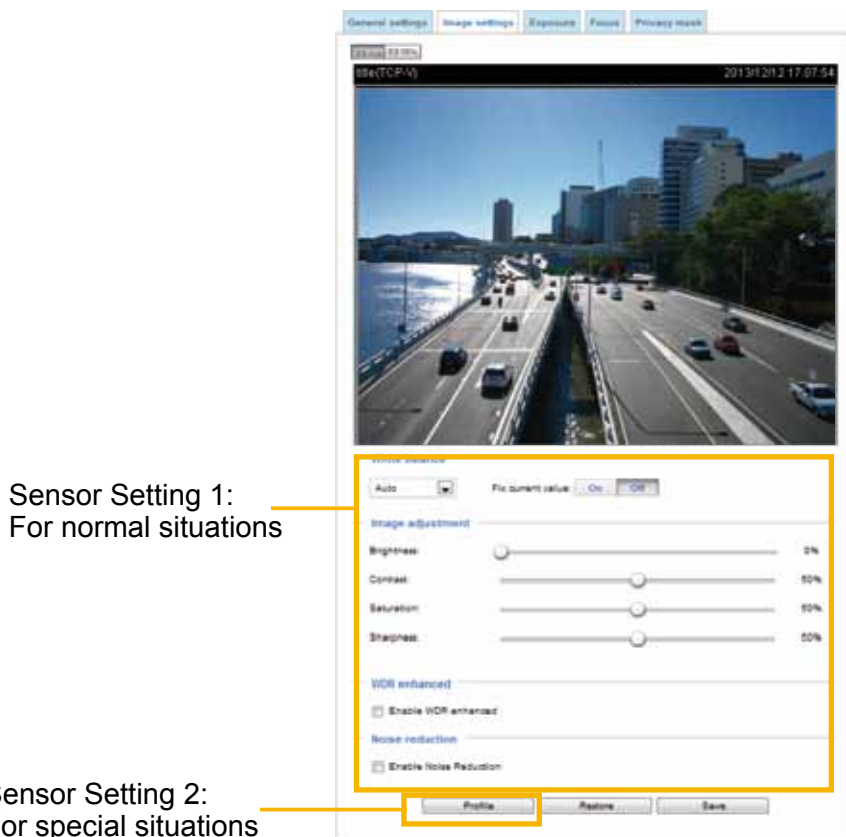 General settings Image settings Exposure Focus Privacy mask
title(TCP-V) 2013/12/12 17:07:54
White balance
Auto Fix current value: On Off
Sensor Setting 1:
For normal situations
Image adjustment
Brightness: 0%
Contrast: 50%
Saturation: 50%
Sharpness: 50%
WDR enhanced
Enable WDR enhanced
Noise reduction
Enable Noise Reduction
Sensor Setting 2:
For special situations
Profile Restore Save